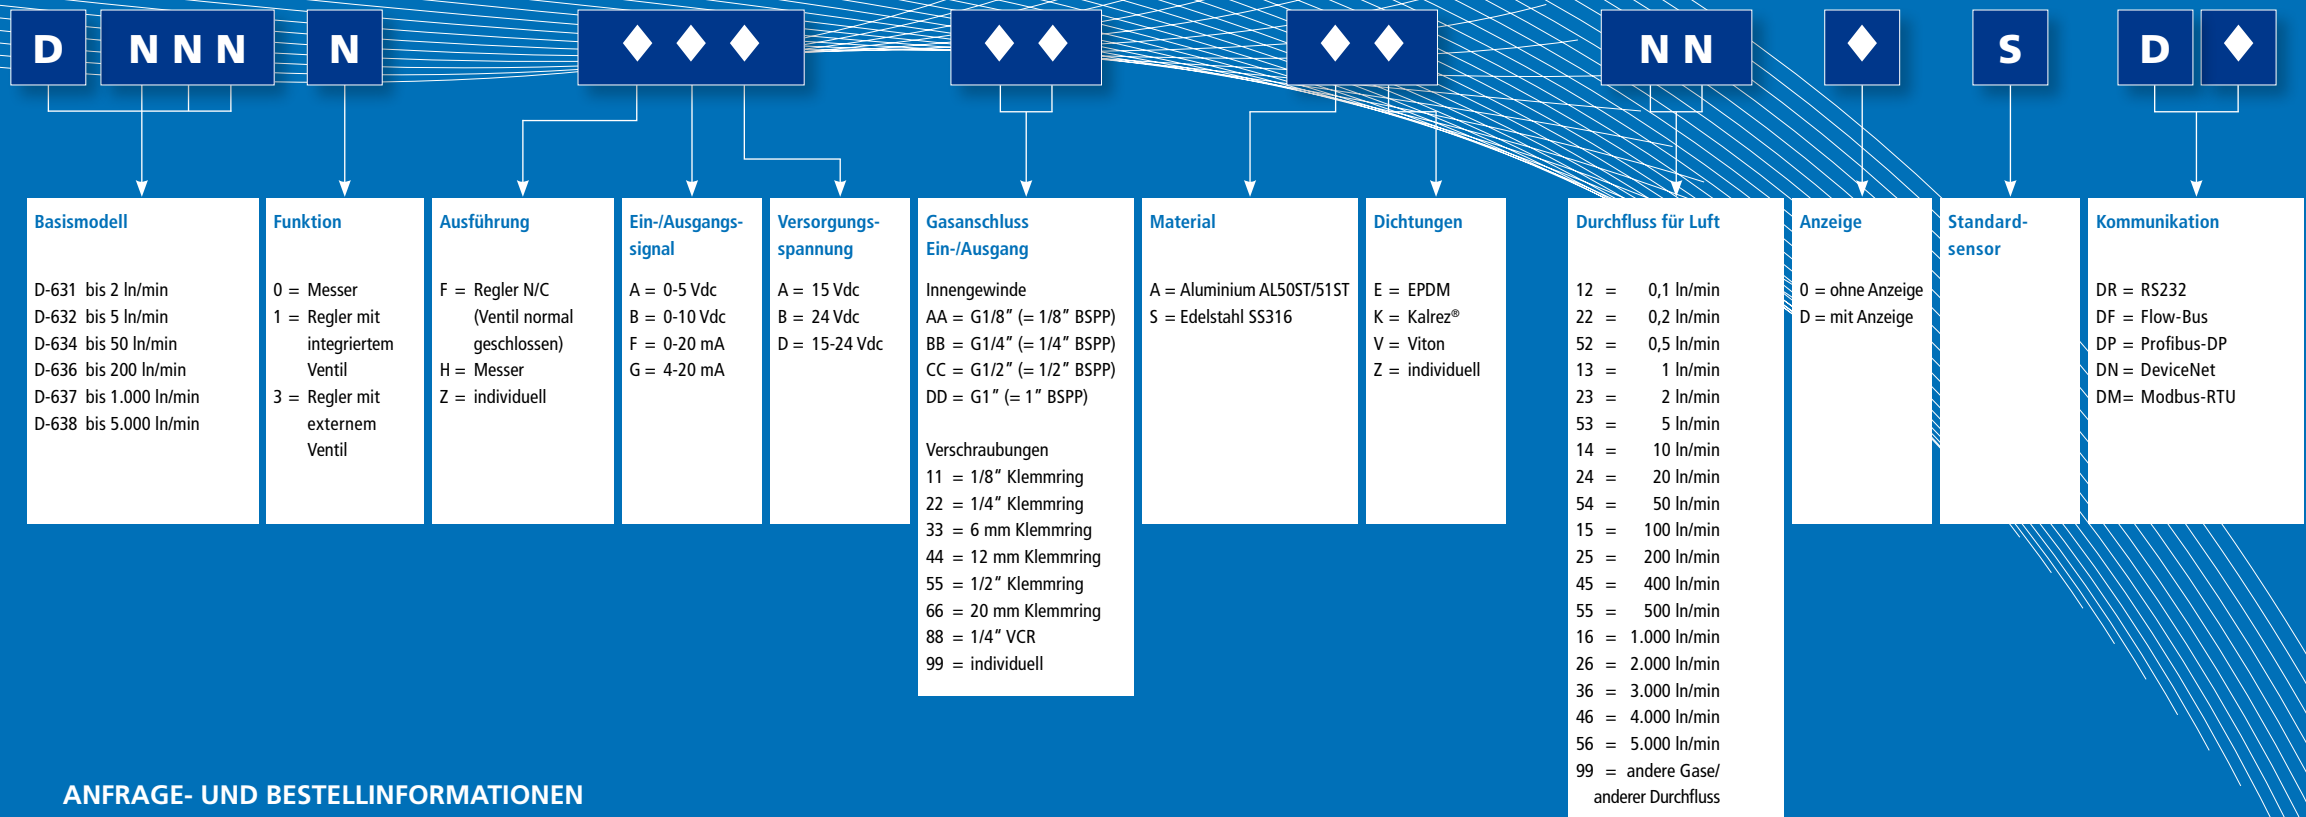 D NNN N NN S D
Basismodell
D-631 bis 2 ln/min
D-632 bis 5 ln/min
D-634 bis 50 ln/min
D-636 bis 200 ln/min
D-637 bis 1.000 ln/min
D-638 bis 5.000 ln/min
Funktion
0 = Messer
1 = Regler mit
integriertem
Ventil
3 = Regler mit
externem
Ventil
Ausführung
F = Regler N/C
(Ventil normal
geschlossen)
H = Messer
Z = individuell
Ein-/Ausgangs-
signal
A = 0-5 Vdc
B = 0-10 Vdc
F = 0-20 mA
G = 4-20 mA
Versorgungs-
spannung
A = 15 Vdc
B = 24 Vdc
D = 15-24 Vdc
Gasanschluss
Ein-/Ausgang
Innengewinde
AA = G1/8” (= 1/8” BSPP)
BB = G1/4” (= 1/4” BSPP)
CC = G1/2” (= 1/2” BSPP)
DD = G1” (= 1” BSPP)
Verschraubungen
11 = 1/8“ Klemmring
22 = 1/4“ Klemmring
33 = 6 mm Klemmring
44 = 12 mm Klemmring
55 = 1/2“ Klemmring
66 = 20 mm Klemmring
88 = 1/4“ VCR
99 = individuell
Material
A = Aluminium AL50ST/51ST
S = Edelstahl SS316
Dichtungen
E = EPDM
K = Kalrez®
V = Viton
Z = individuell
Durchfluss für Luft
12 = 0,1 ln/min
22 = 0,2 ln/min
52 = 0,5 ln/min
13 = 1 ln/min
23 = 2 ln/min
53 = 5 ln/min
14 = 10 ln/min
24 = 20 ln/min
54 = 50 ln/min
15 = 100 ln/min
25 = 200 ln/min
45 = 400 ln/min
55 = 500 ln/min
16 = 1.000 ln/min
26 = 2.000 ln/min
36 = 3.000 ln/min
46 = 4.000 ln/min
56 = 5.000 ln/min
99 = andere Gase/
anderer Durchfluss
Anzeige
0 = ohne Anzeige
D = mit Anzeige
Standard-
sensor
Kommunikation
DR = RS232
DF = Flow-Bus
DP = Profibus-DP
DN = DeviceNet
DM= Modbus-RTU
ANFRAGE- UND BESTELLINFORMATIONEN